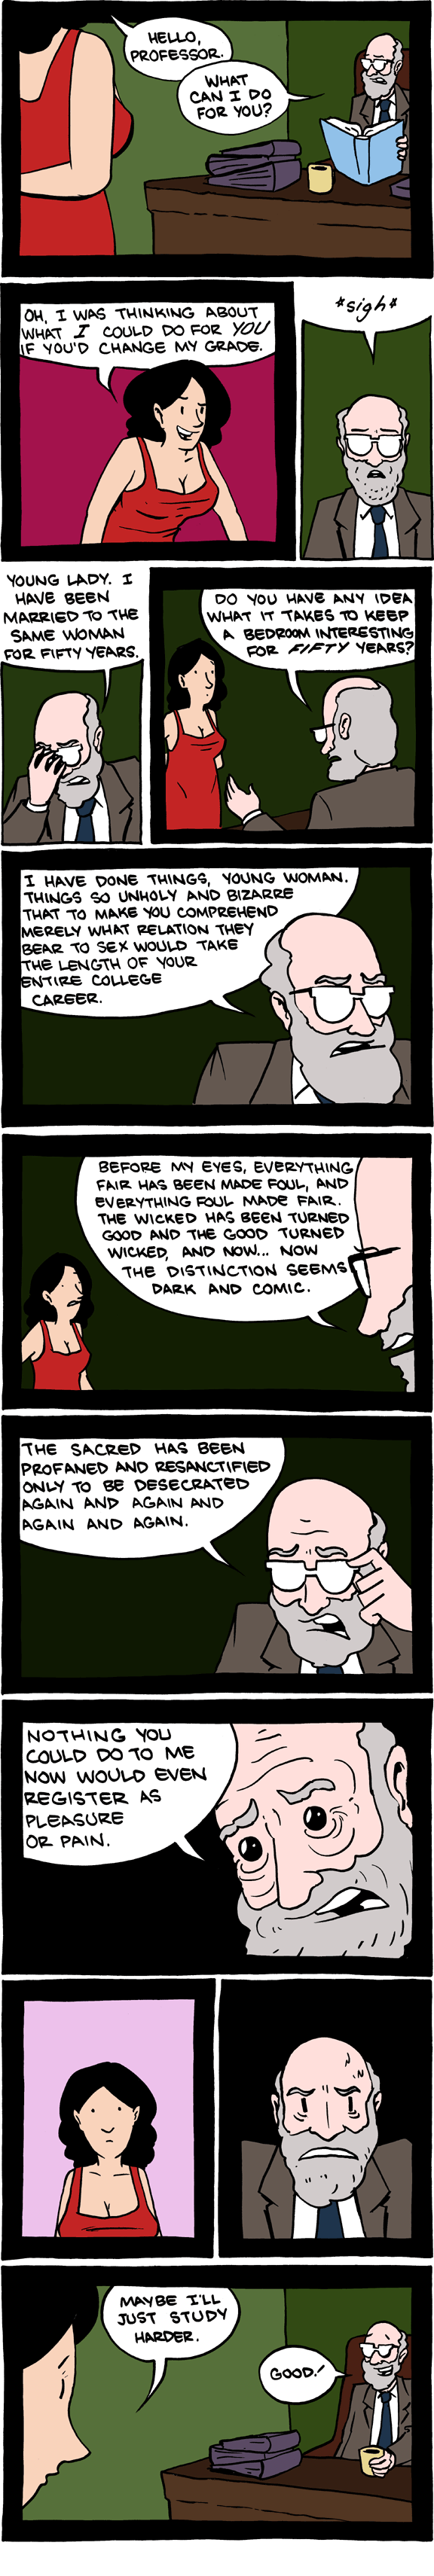 HELLO,
PROFESSOR.
WHAT
CAN I DO
FOR YOU?
OH, I WAS THINKING ABOUT
WHAT I COULD DO FOR YOU
IF YOU'D CHANGE MY GRADE.
*sigh*
YOUNG LADY. I
HAVE BEEN
MARRIED TO THE
SAME WOMAN
FOR FIFTY YEARS.
DO YOU HAVE ANY IDEA
WHAT IT TAKES TO KEEP
A BEDROOM INTERESTING
FOR FIFTY YEARS?
I HAVE DONE THINGS, YOUNG WOMAN.
THINGS SO UNHOLY AND BIZARRE
THAT TO MAKE YOU COMPREHEND
MERELY WHAT RELATION THEY
BEAR TO SEX WOULD TAKE
THE LENGTH OF YOUR
ENTIRE COLLEGE
CAREER.
BEFORE MY EYES, EVERYTHING
FAIR HAS BEEN MADE FOUL, AND
EVERYTHING FOUL MADE FAIR.
THE WICKED HAS BEEN TURNED
GOOD AND THE GOOD TURNED
WICKED, AND NOW... NOW
THE DISTINCTION SEEMS
DARK AND COMIC.
THE SACRED HAS BEEN
PROFANED AND RESANCTIFIED
ONLY TO BE DESECRATED
AGAIN AND AGAIN AND
AGAIN AND AGAIN.
NOTHING YOU
COULD DO TO ME
NOW WOULD EVEN
REGISTER AS
PLEASURE
OR PAIN.
MAYBE I'LL
JUST STUDY
HARDER.
GOOD!